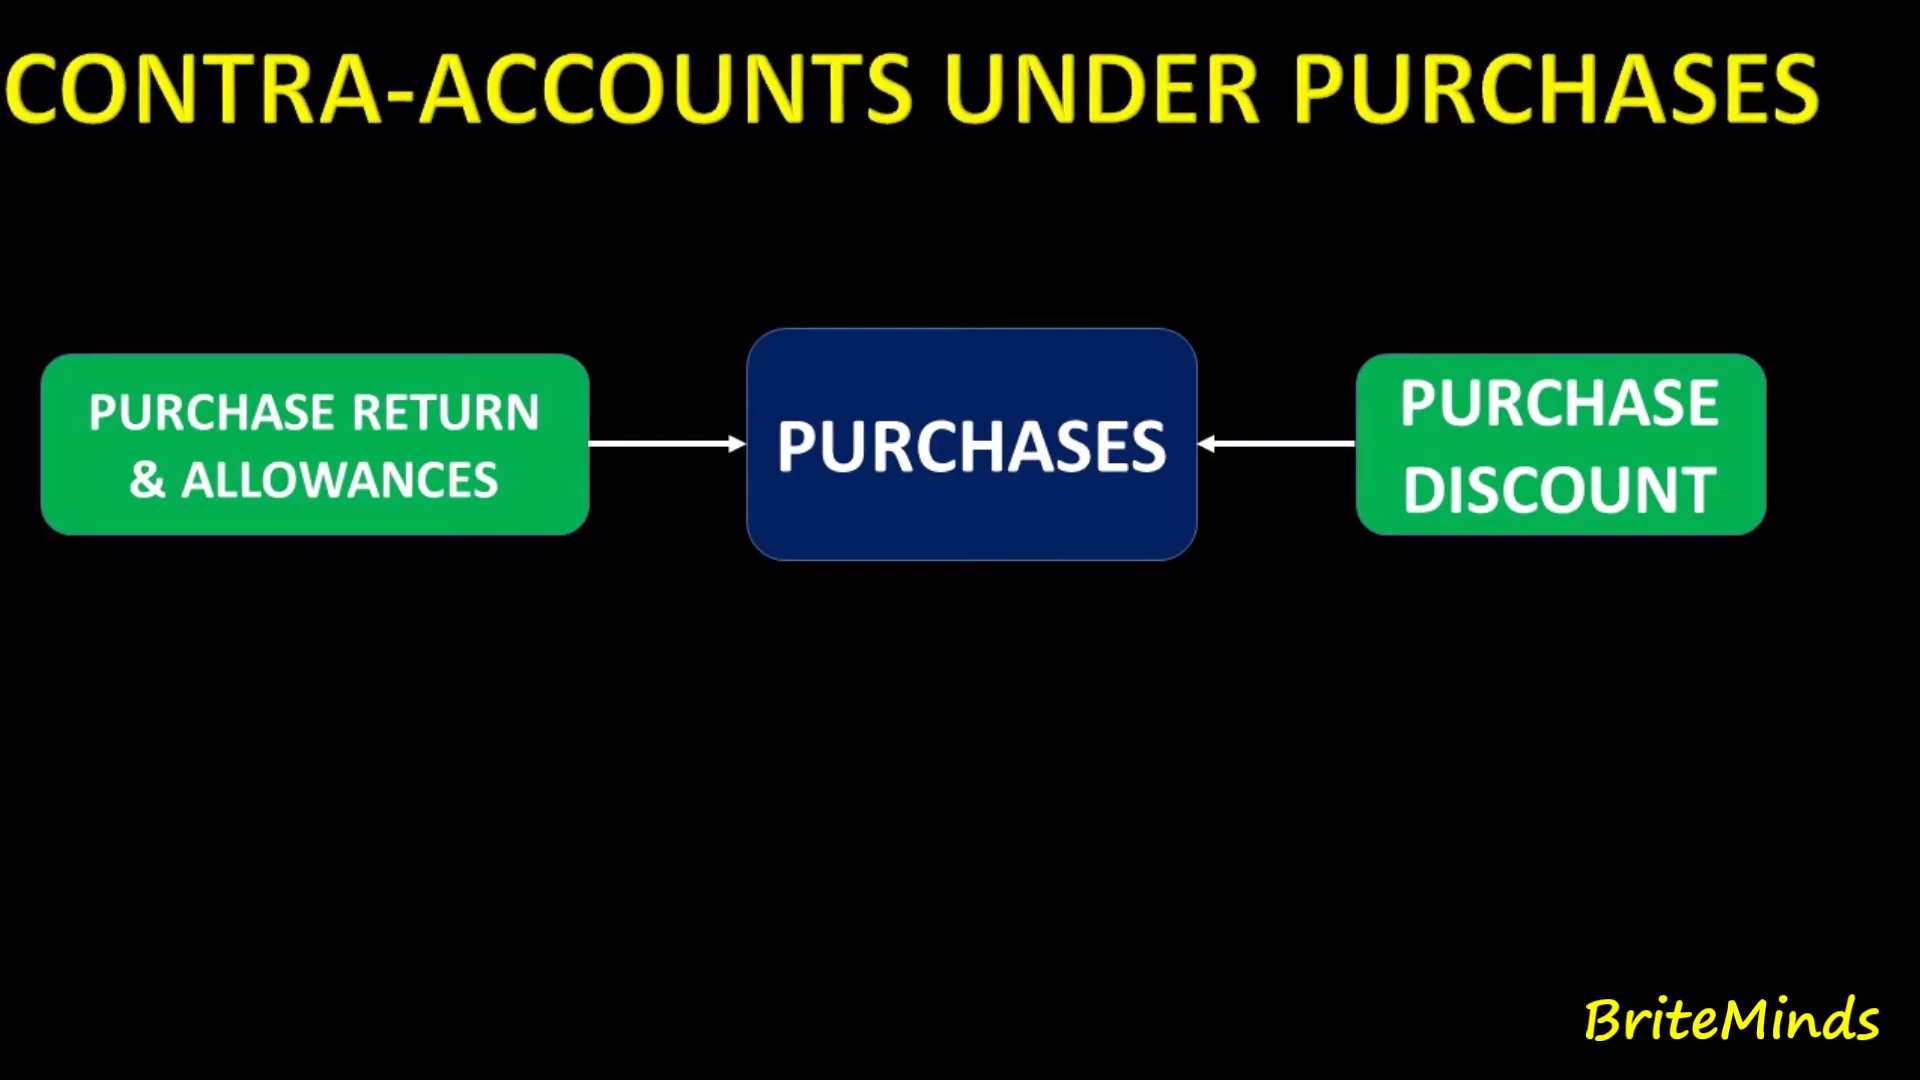 CONTRA-ACCOUNTS UNDER PURCHASES
PURCHASE RETURN
& ALLOWANCES
PURCHASES
PURCHASE
DISCOUNT
BriteMinds